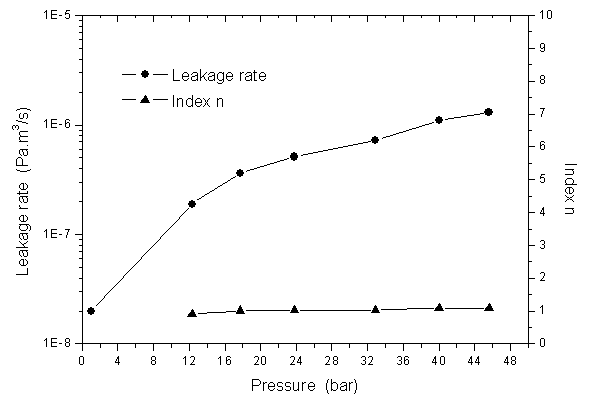 1E-5
1E-6
1E-7
1E-8
Leakage rate (Pa.m³/s)
Leakage rate
Index n
10
9
8
7
6
5
4
3
2
1
0
Index n
0 4 8 12 16 20 24 28 32 36 40 44 48
Pressure (bar)